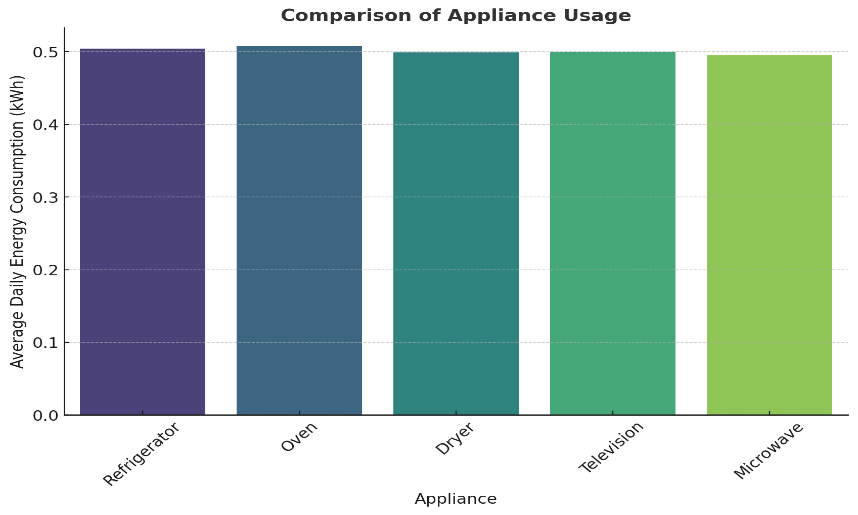 Comparison of Appliance Usage
Average Daily Energy Consumption (kWh)
0.5
0.4
0.3
0.2
0.1
0.0
Refrigerator
Oven
Dryer
Television
Microwave
Appliance